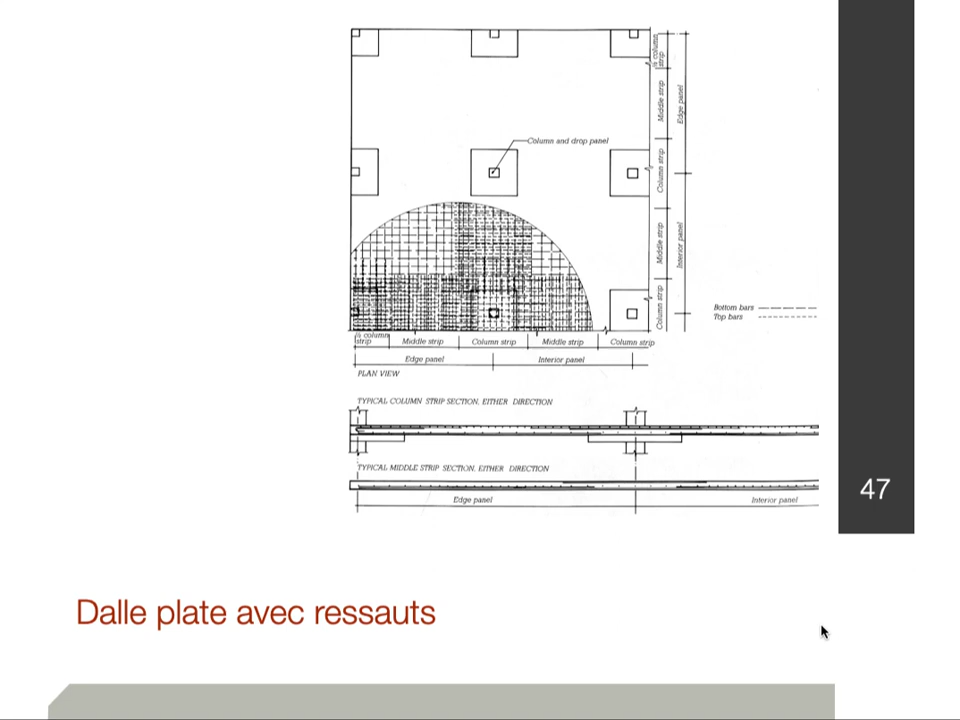 ½ column
strip
Middle strip
Edge panel
Column and drop panel
Column strip
Middle strip
Interior panel
Column strip
Bottom bars
Top bars
½ column
strip
Middle strip
Column strip
Middle strip
Column strip
Edge panel
Interior panel
PLAN VIEW
TYPICAL COLUMN STRIP SECTION, EITHER DIRECTION
TYPICAL MIDDLE STRIP SECTION, EITHER DIRECTION
Edge panel
Interior panel
47
Dalle plate avec ressauts